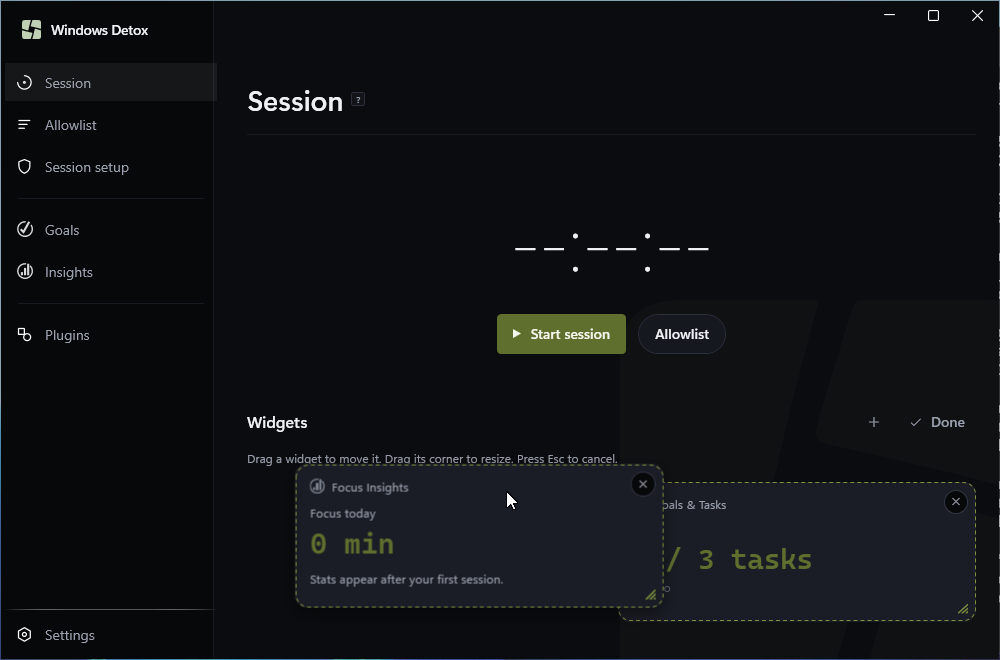 Windows Detox
Session
Allowlist
Session setup
Goals
Insights
Plugins
Settings
Session ?
– – : – – : – –
Start session
Allowlist
Widgets
Done
Drag a widget to move it. Drag its corner to resize. Press Esc to cancel.
Focus Insights
Focus today
0 min
Stats appear after your first session.
oals & Tasks
/ 3 tasks
o